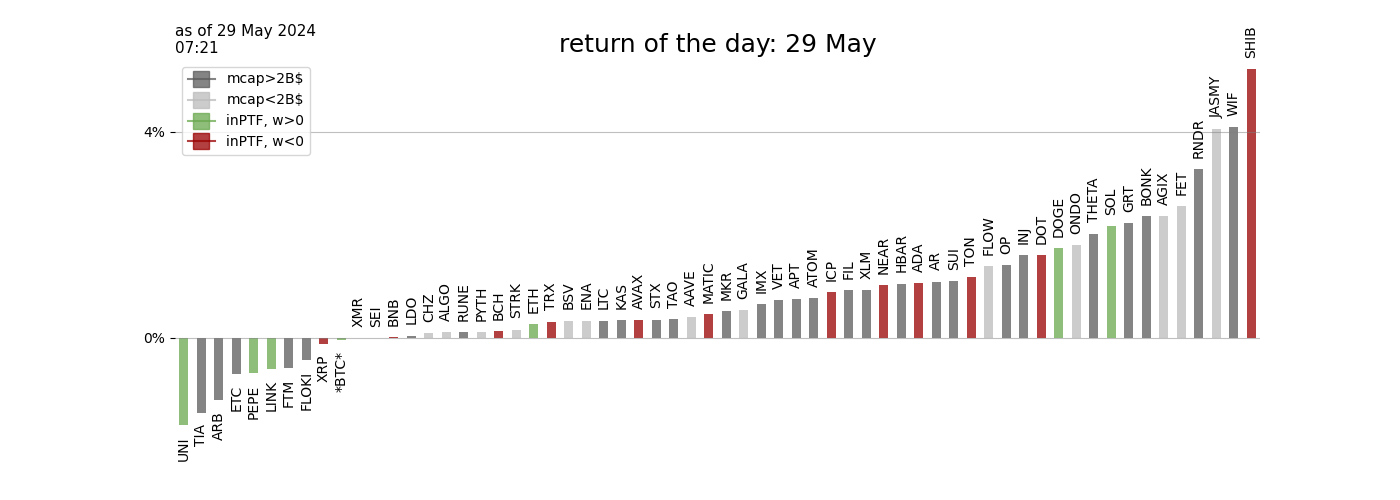 as of 29 May 2024
07:21
return of the day: 29 May
mcap>2B$
mcap<2B$
inPTF, w>0
inPTF, w<0
4%
0%
UNI
TIA
ARB
ETC
PEPE
LINK
FTM
FLOKI
XRP
*BTC*
XMR
SEI
BNB
LDO
CHZ
ALGO
RUNE
PYTH
BCH
STRK
ETH
TRX
BSV
ENA
LTC
KAS
AVAX
STX
TAO
AAVE
MATIC
MKR
GALA
IMX
VET
APT
ATOM
ICP
FIL
XLM
NEAR
HBAR
ADA
AR
SUI
TON
FLOW
OP
INJ
DOT
DOGE
ONDO
THETA
SOL
GRT
BONK
AGIX
FET
RNDR
JASMY
WIF
SHIB